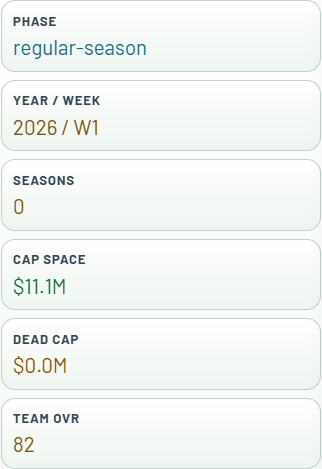 PHASE
regular-season
YEAR / WEEK
2026 / W1
SEASONS
0
CAP SPACE
$11.1M
DEAD CAP
$0.0M
TEAM OVR
82